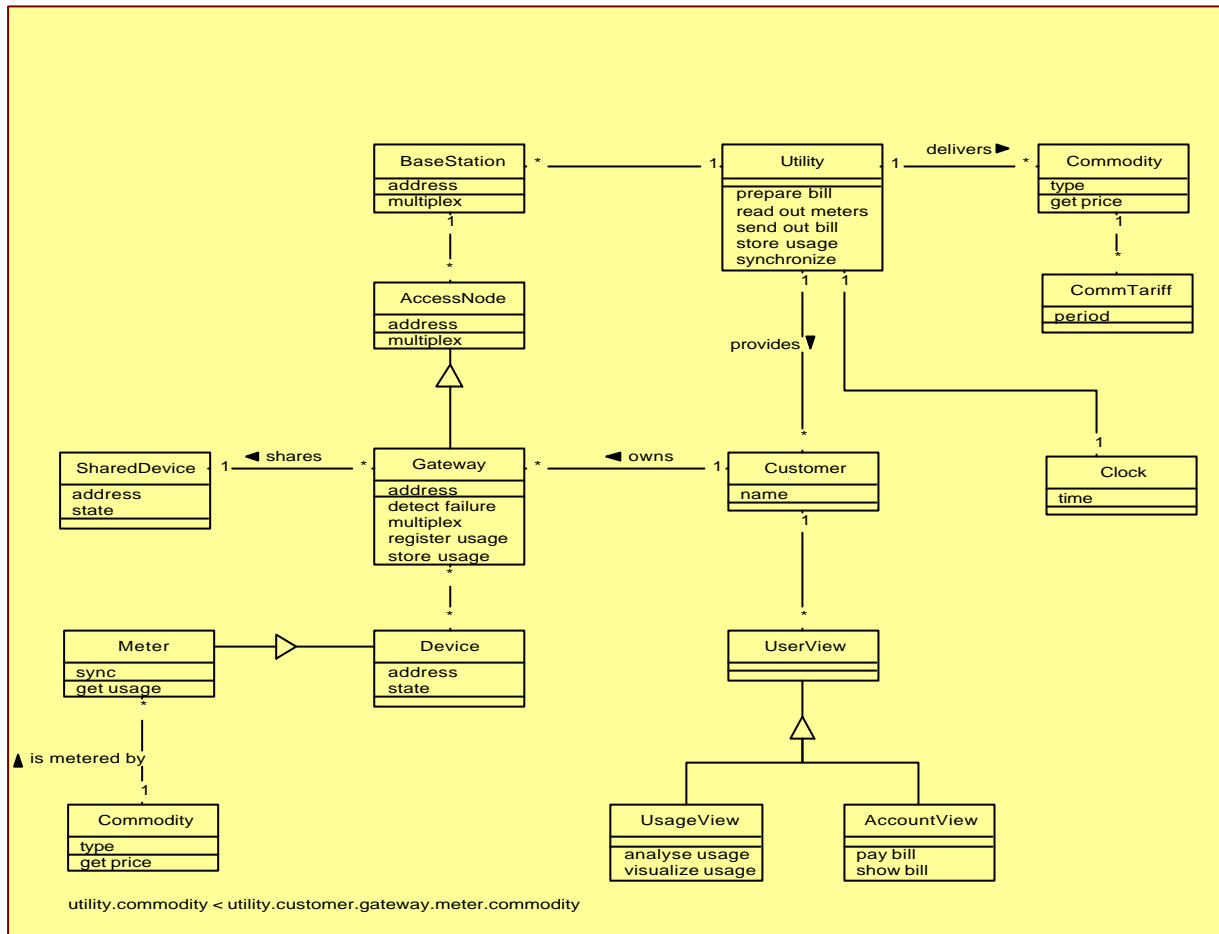 BaseStation
address
multiplex
*
1
Utility
prepare bill
read out meters
send out bill
store usage
synchronize
1
delivers ►
*
Commodity
type
get price
1
*
1
*
AccessNode
address
multiplex
CommTariff
period
1
1
provides ▼
*
1
SharedDevice
address
state
1
◄ shares
*
Gateway
address
detect failure
multiplex
register usage
store usage
*
◄ owns
1
Customer
name
Clock
time
*
*
1
*
Meter
sync
get usage
Device
address
state
UserView
*
▲ is metered by
1
Commodity
type
get price
UsageView
analyse usage
visualize usage
AccountView
pay bill
show bill
utility.commodity < utility.customer.gateway.meter.commodity